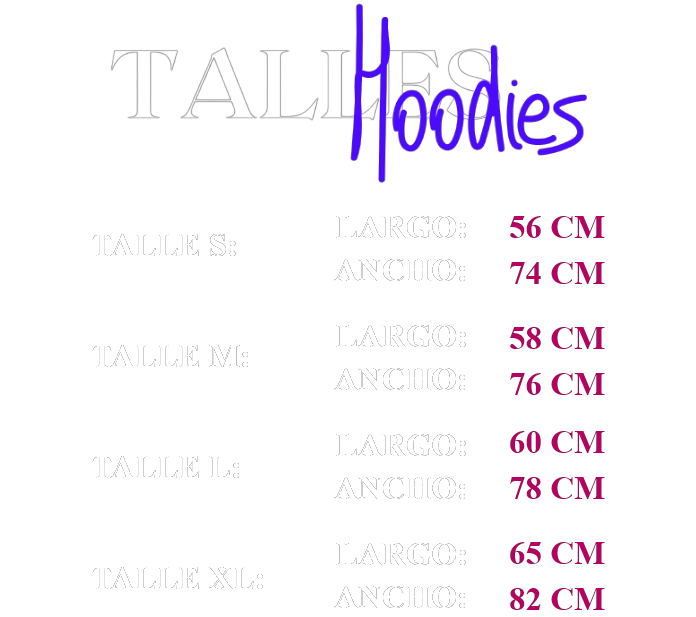 TALLES
Hoodies
TALLE S:
LARGO: 56 CM
ANCHO: 74 CM
TALLE M:
LARGO: 58 CM
ANCHO: 76 CM
TALLE L:
LARGO: 60 CM
ANCHO: 78 CM
TALLE XL:
LARGO: 65 CM
ANCHO: 82 CM